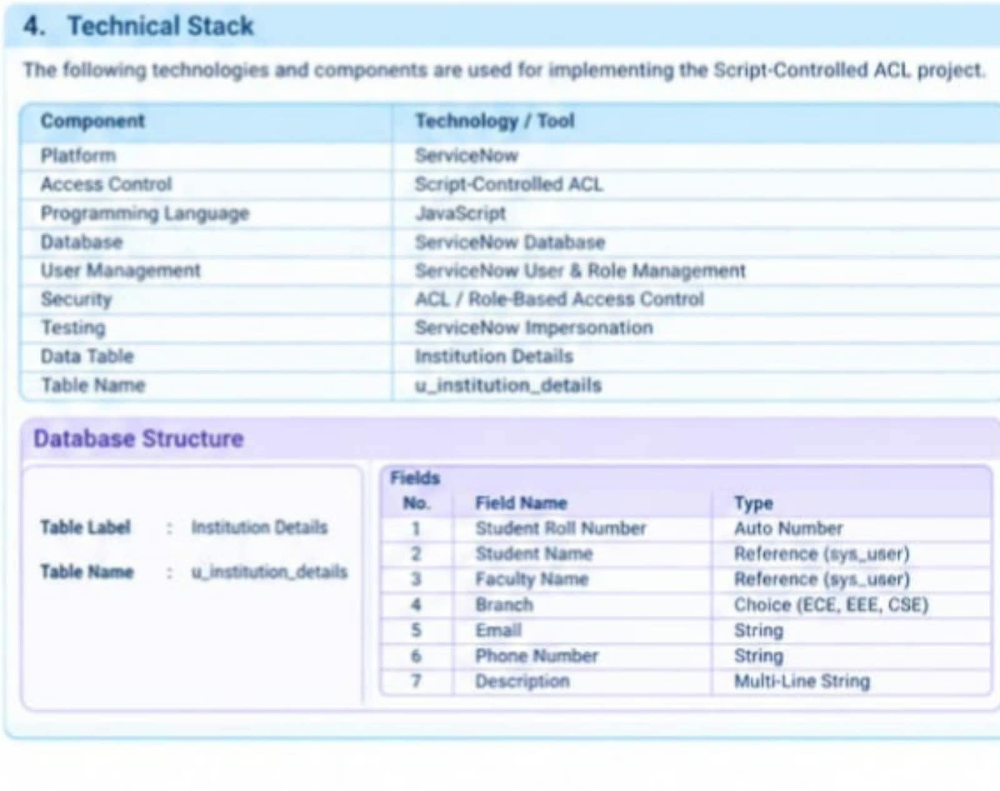 4. Technical Stack
The following technologies and components are used for implementing the Script-Controlled ACL project.
Component Technology / Tool
Platform ServiceNow
Access Control Script-Controlled ACL
Programming Language JavaScript
Database ServiceNow Database
User Management ServiceNow User & Role Management
Security ACL / Role-Based Access Control
Testing ServiceNow Impersonation
Data Table Institution Details
Table Name u_institution_details
Database Structure
Table Label : Institution Details
Table Name : u_institution_details
Fields
No. Field Name Type
1 Student Roll Number Auto Number
2 Student Name Reference (sys_user)
3 Faculty Name Reference (sys_user)
4 Branch Choice (ECE, EEE, CSE)
5 Email String
6 Phone Number String
7 Description Multi-Line String